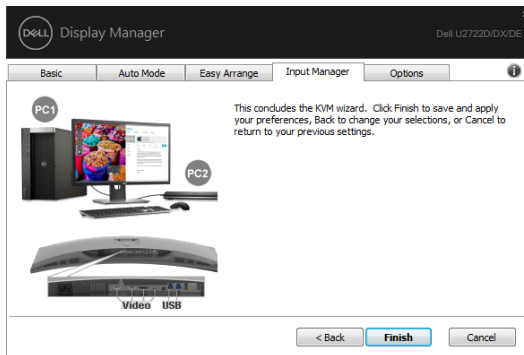 DELL Display Manager
Dell U2722D/DX/DE
Basic Auto Mode Easy Arrange Input Manager Options
PC1
This concludes the KVM wizard. Click Finish to save and apply
your preferences, Back to change your selections, or Cancel to
return to your previous settings.
PC2
Video USB
< Back Finish Cancel